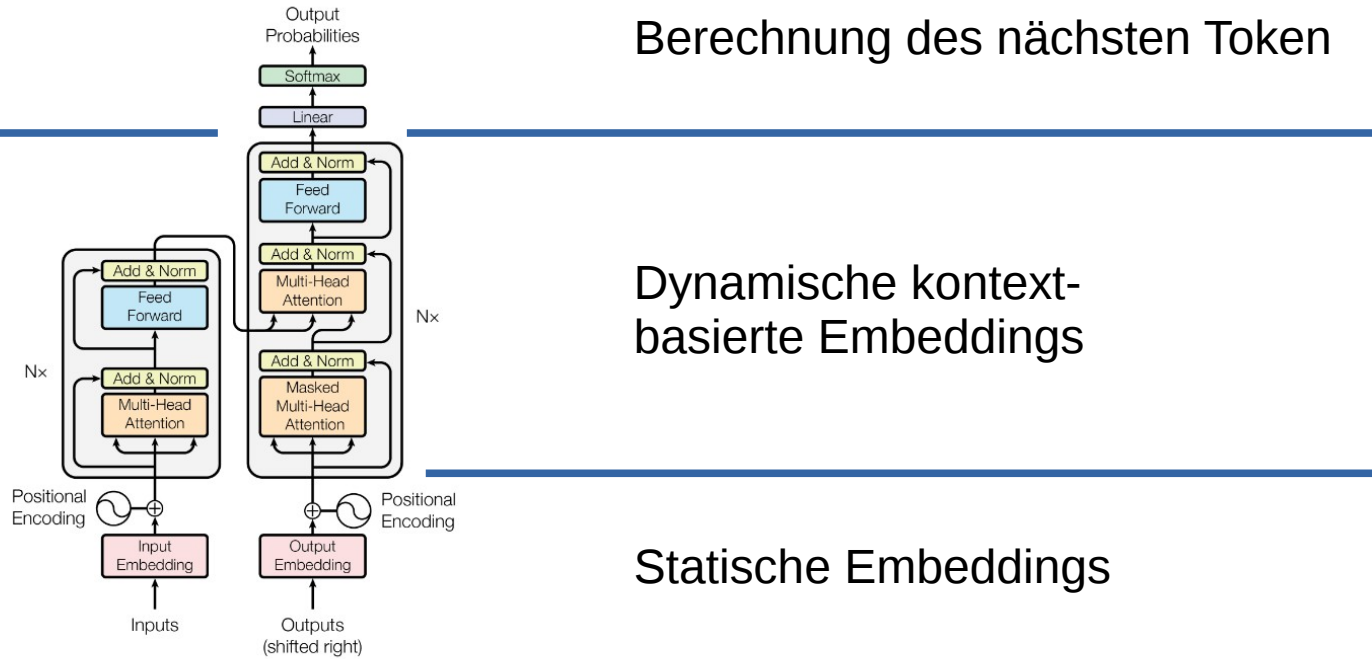 Output
Probabilities
Softmax
Linear
Add & Norm
Feed
Forward
Add & Norm
Multi-Head
Attention
Nx
Add & Norm
Masked
Multi-Head
Attention
Add & Norm
Feed
Forward
Nx
Add & Norm
Multi-Head
Attention
Positional
Encoding
Positional
Encoding
Input
Embedding
Output
Embedding
Inputs
Outputs
(shifted right)
Berechnung des nächsten Token
Dynamische kontext-
basierte Embeddings
Statische Embeddings